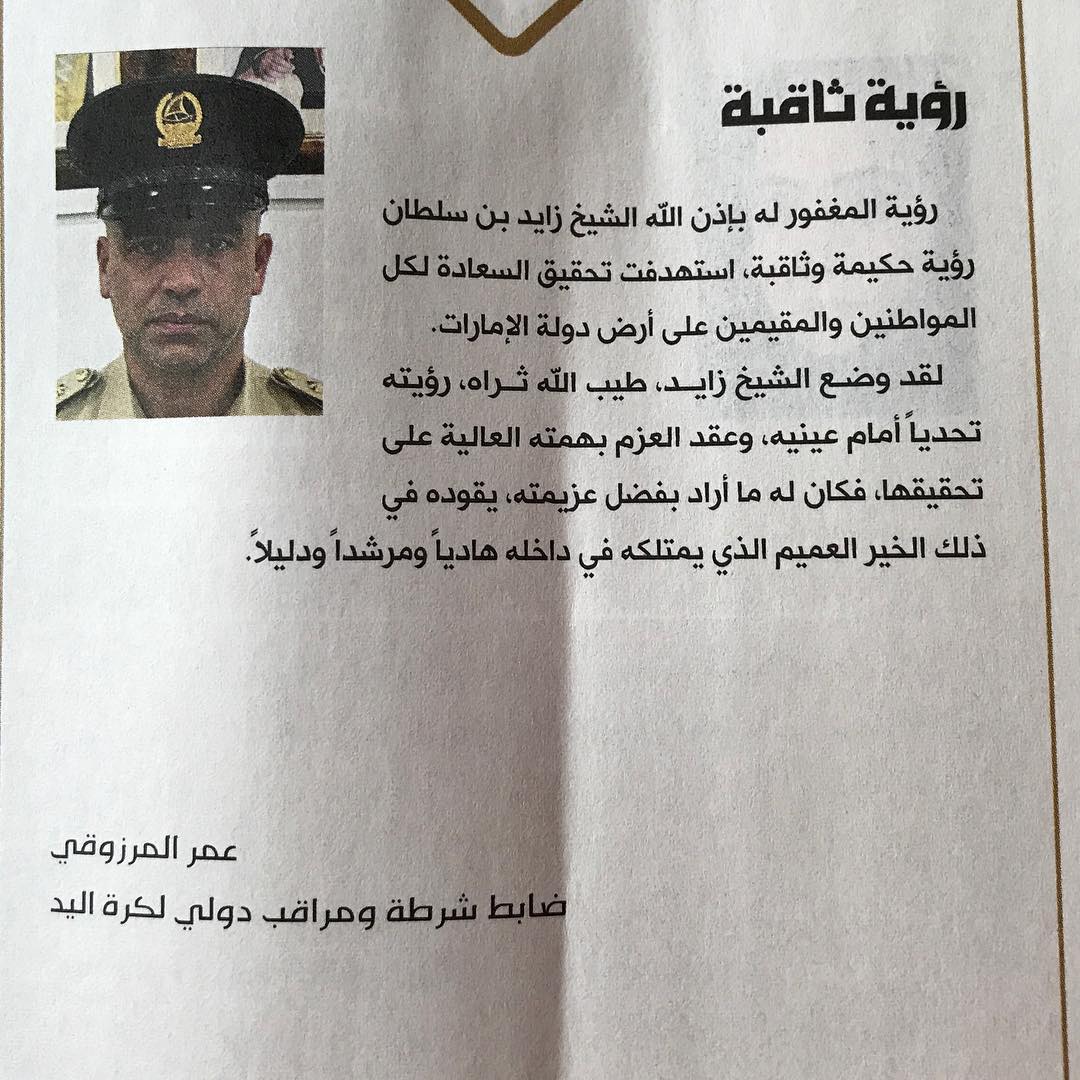 رؤية ثاقبة
رؤية المغفور له بإذن الله الشيخ زايد بن سلطان
رؤية حكيمة وثاقبة، استهدفت تحقيق السعادة لكل
المواطنين والمقيمين على أرض دولة الإمارات.
لقد وضع الشيخ زايد، طيب الله ثراه، رؤيته
تحدياً أمام عينيه، وعقد العزم بهمته العالية على
تحقيقها، فكان له ما أراد بفضل عزيمته، يقوده في
ذلك الخير العميم الذي يمتلكه في داخله هادياً ومرشداً ودليلاً.
عمر المرزوقي
ضابط شرطة ومراقب دولي لكرة اليد